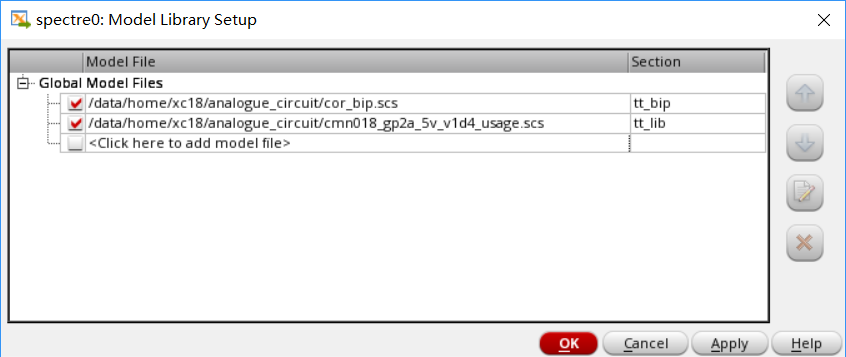 spectre0: Model Library Setup
Model File Section
Global Model Files
/data/home/xc18/analogue_circuit/cor_bip.scs tt_bip
/data/home/xc18/analogue_circuit/cmn018_gp2a_5v_v1d4_usage.scs tt_lib
<Click here to add model file>
OK Cancel Apply Help